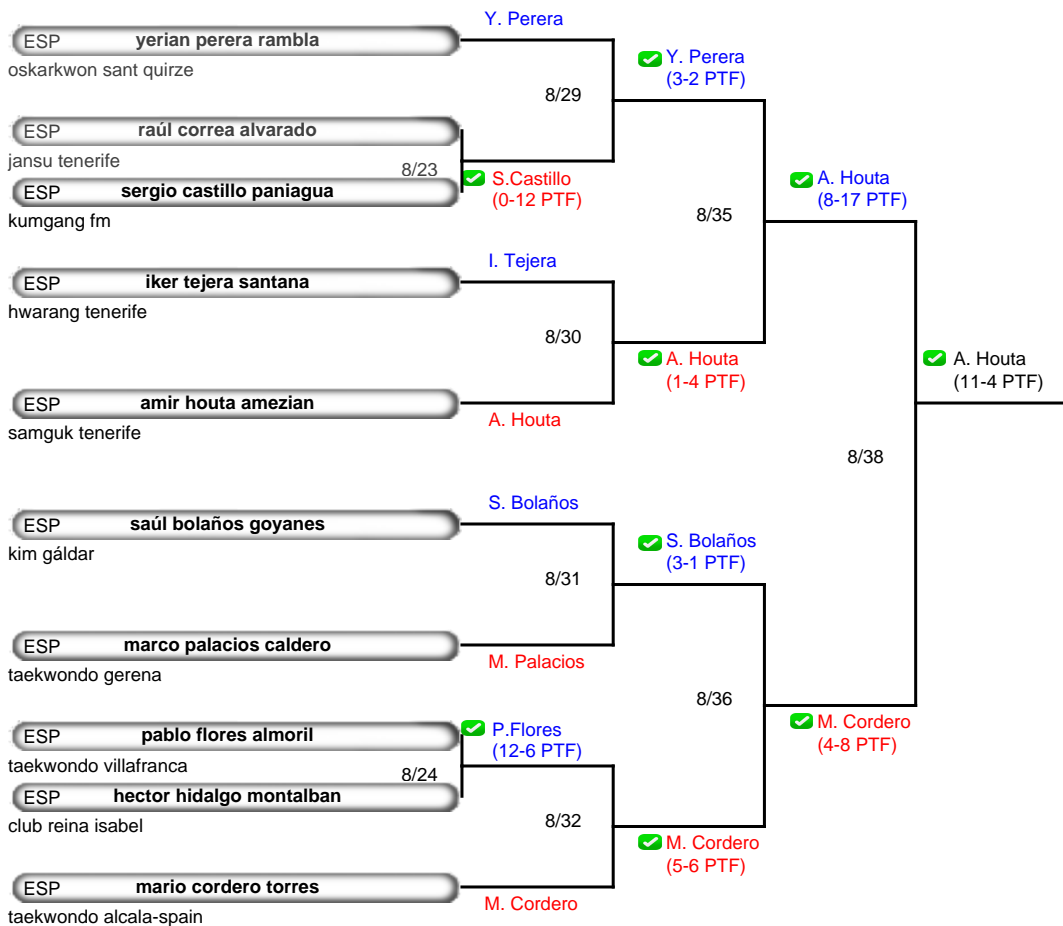 Y. Perera
ESP yerian perera rambla
oskarkwon sant quirze
Y. Perera
(3-2 PTF)
8/29
ESP raúl correa alvarado
jansu tenerife
8/23
S.Castillo
(0-12 PTF)
ESP sergio castillo paniagua
kumgang fm
A. Houta
(8-17 PTF)
8/35
I. Tejera
ESP iker tejera santana
hwarang tenerife
8/30
A. Houta
(1-4 PTF)
A. Houta
(11-4 PTF)
ESP amir houta amezian
A. Houta
samguk tenerife
8/38
S. Bolaños
ESP saúl bolaños goyanes
kim gáldar
S. Bolaños
(3-1 PTF)
8/31
ESP marco palacios caldero
M. Palacios
taekwondo gerena
8/36
M. Cordero
(4-8 PTF)
P.Flores
(12-6 PTF)
ESP pablo flores almoril
taekwondo villafranca
8/24
ESP hector hidalgo montalban
club reina isabel
8/32
M. Cordero
(5-6 PTF)
ESP mario cordero torres
M. Cordero
taekwondo alcala-spain